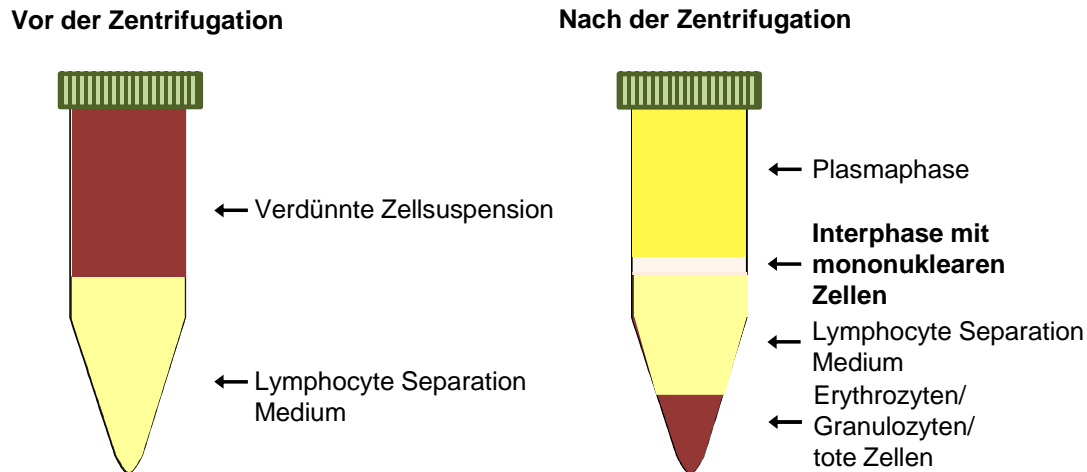 Vor der Zentrifugation
Verdünnte Zellsuspension
Lymphocyte Separation
Medium
Nach der Zentrifugation
Plasmaphase
Interphase mit
mononuklearen
Zellen
Lymphocyte Separation
Medium
Erythrozyten/
Granulozyten/
tote Zellen